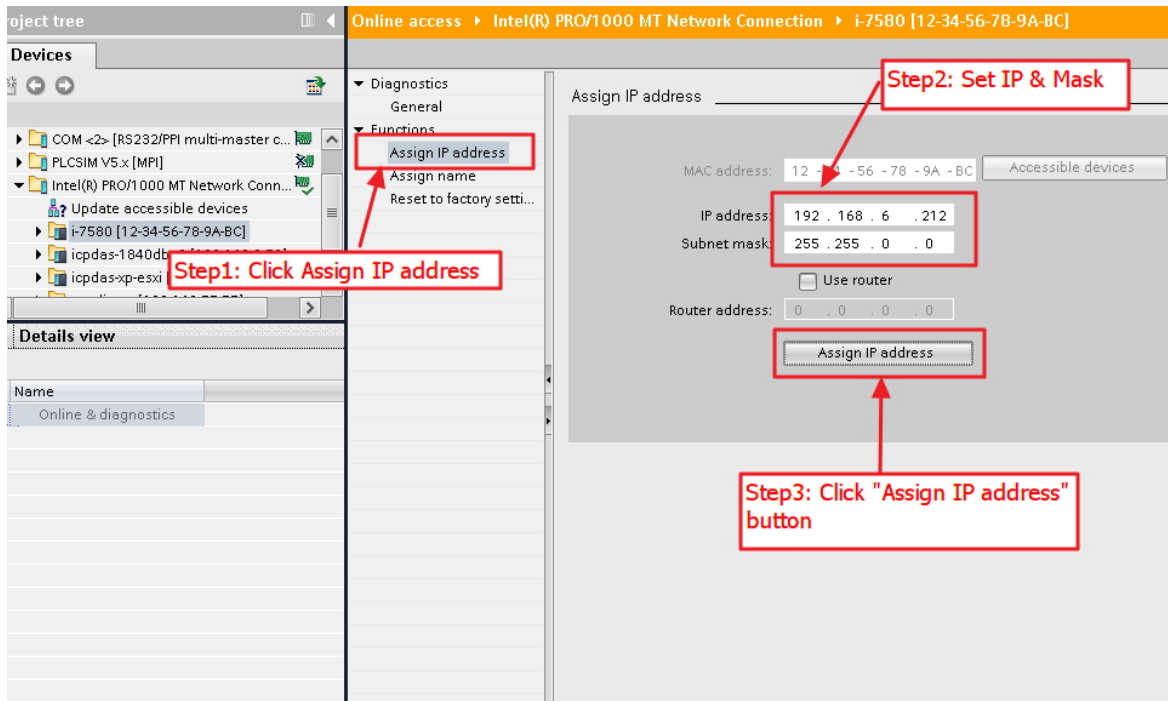 roject tree
Online access ▸ Intel(R) PRO/1000 MT Network Connection ▸ i-7580 [12-34-56-78-9A-BC]
Devices
COM <2> [RS232/PPI multi-master c...
PLCSIM V5.x [MPI]
Intel(R) PRO/1000 MT Network Conn...
Update accessible devices
i-7580 [12-34-56-78-9A-BC]
icpdas-1840db
icpdas-xp-esxi
Details view
Name
Online & diagnostics
Diagnostics
General
Functions
Assign IP address
Assign name
Reset to factory setti...
Step1: Click Assign IP address
Assign IP address
Step2: Set IP & Mask
MAC address: 12 - -56 -78 -9A -BC Accessible devices
IP address: 192 . 168 . 6 .212
Subnet mask: 255 .255 . 0 . 0
Use router
Router address: 0 . 0 . 0 . 0
Assign IP address
Step3: Click "Assign IP address"
button